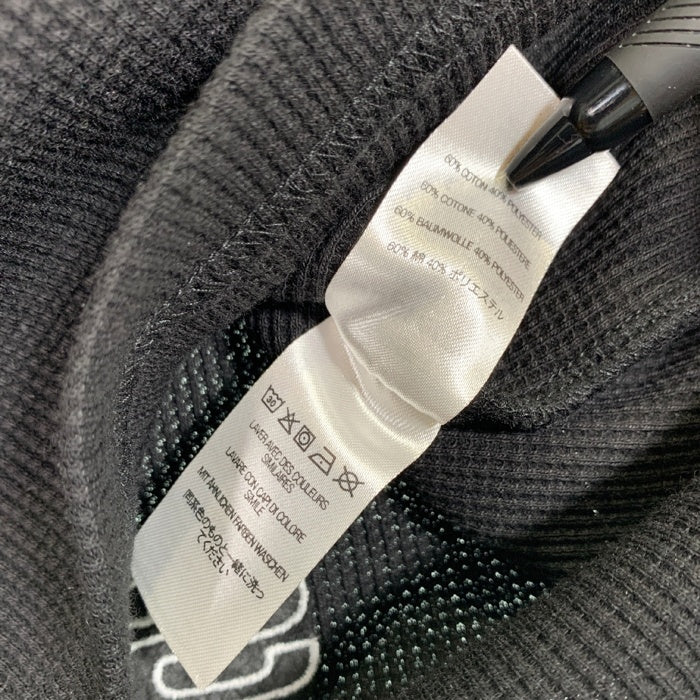 60% COTON 40% POLYESTER
60% COTONE 40% POLIESTERE
60% BAUMWOLLE 40% POLYESTER
60% 綿 40% ポリエステル
30
LAVER AVEC DES COULEURS
SIMILAIRES
LAVARE CON CAPI DI COLORE
SIMILE
MIT ÄHNLICHEN FARBEN WASCHEN
同系色のものと一緒に洗っ
てください